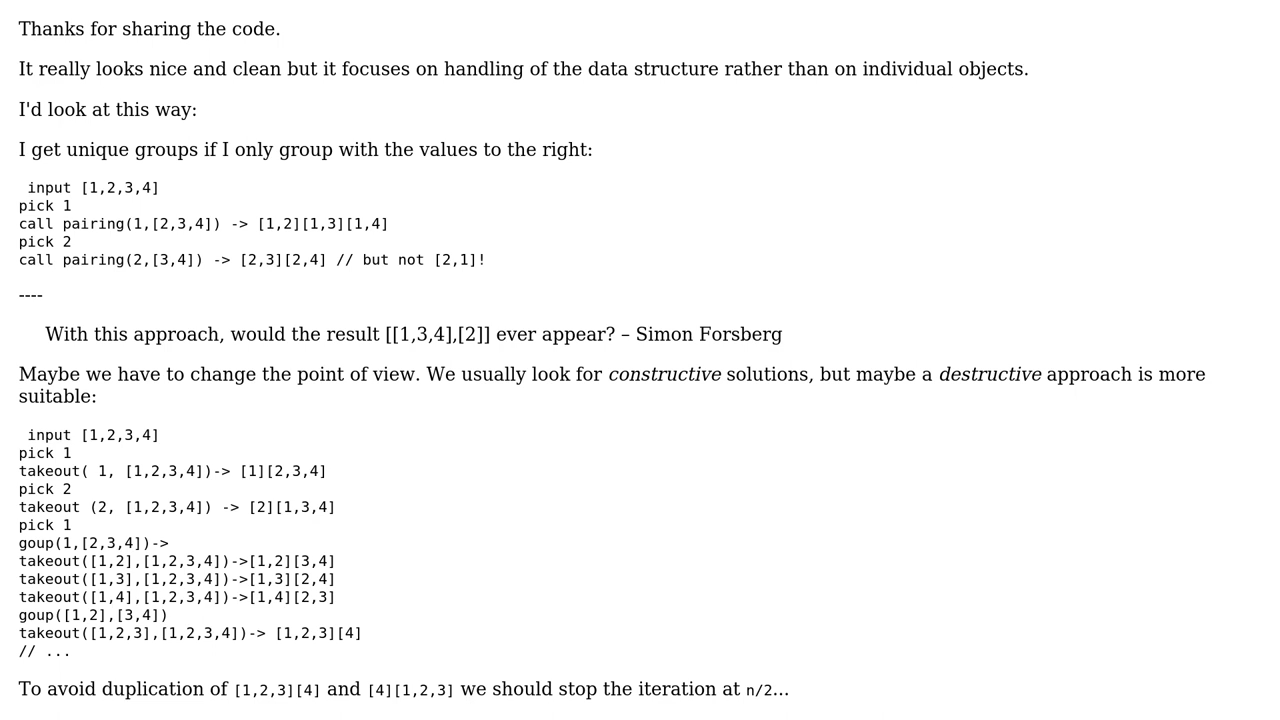 Thanks for sharing the code.
It really looks nice and clean but it focuses on handling of the data structure rather than on individual objects.
I'd look at this way:
I get unique groups if I only group with the values to the right:
input [1,2,3,4]
pick 1
call pairing(1,[2,3,4]) -> [1,2][1,3][1,4]
pick 2
call pairing(2,[3,4]) -> [2,3][2,4] // but not [2,1]!
----
With this approach, would the result [[1,3,4],[2]] ever appear? – Simon Forsberg
Maybe we have to change the point of view. We usually look for constructive solutions, but maybe a destructive approach is more
suitable:
input [1,2,3,4]
pick 1
takeout( 1, [1,2,3,4])-> [1][2,3,4]
pick 2
takeout (2, [1,2,3,4]) -> [2][1,3,4]
pick 1
goup(1,[2,3,4])->
takeout([1,2],[1,2,3,4])->[1,2][3,4]
takeout([1,3],[1,2,3,4])->[1,3][2,4]
takeout([1,4],[1,2,3,4])->[1,4][2,3]
goup([1,2],[3,4])
takeout([1,2,3],[1,2,3,4])-> [1,2,3][4]
// ...
To avoid duplication of [1,2,3][4] and [4][1,2,3] we should stop the iteration at n/2...